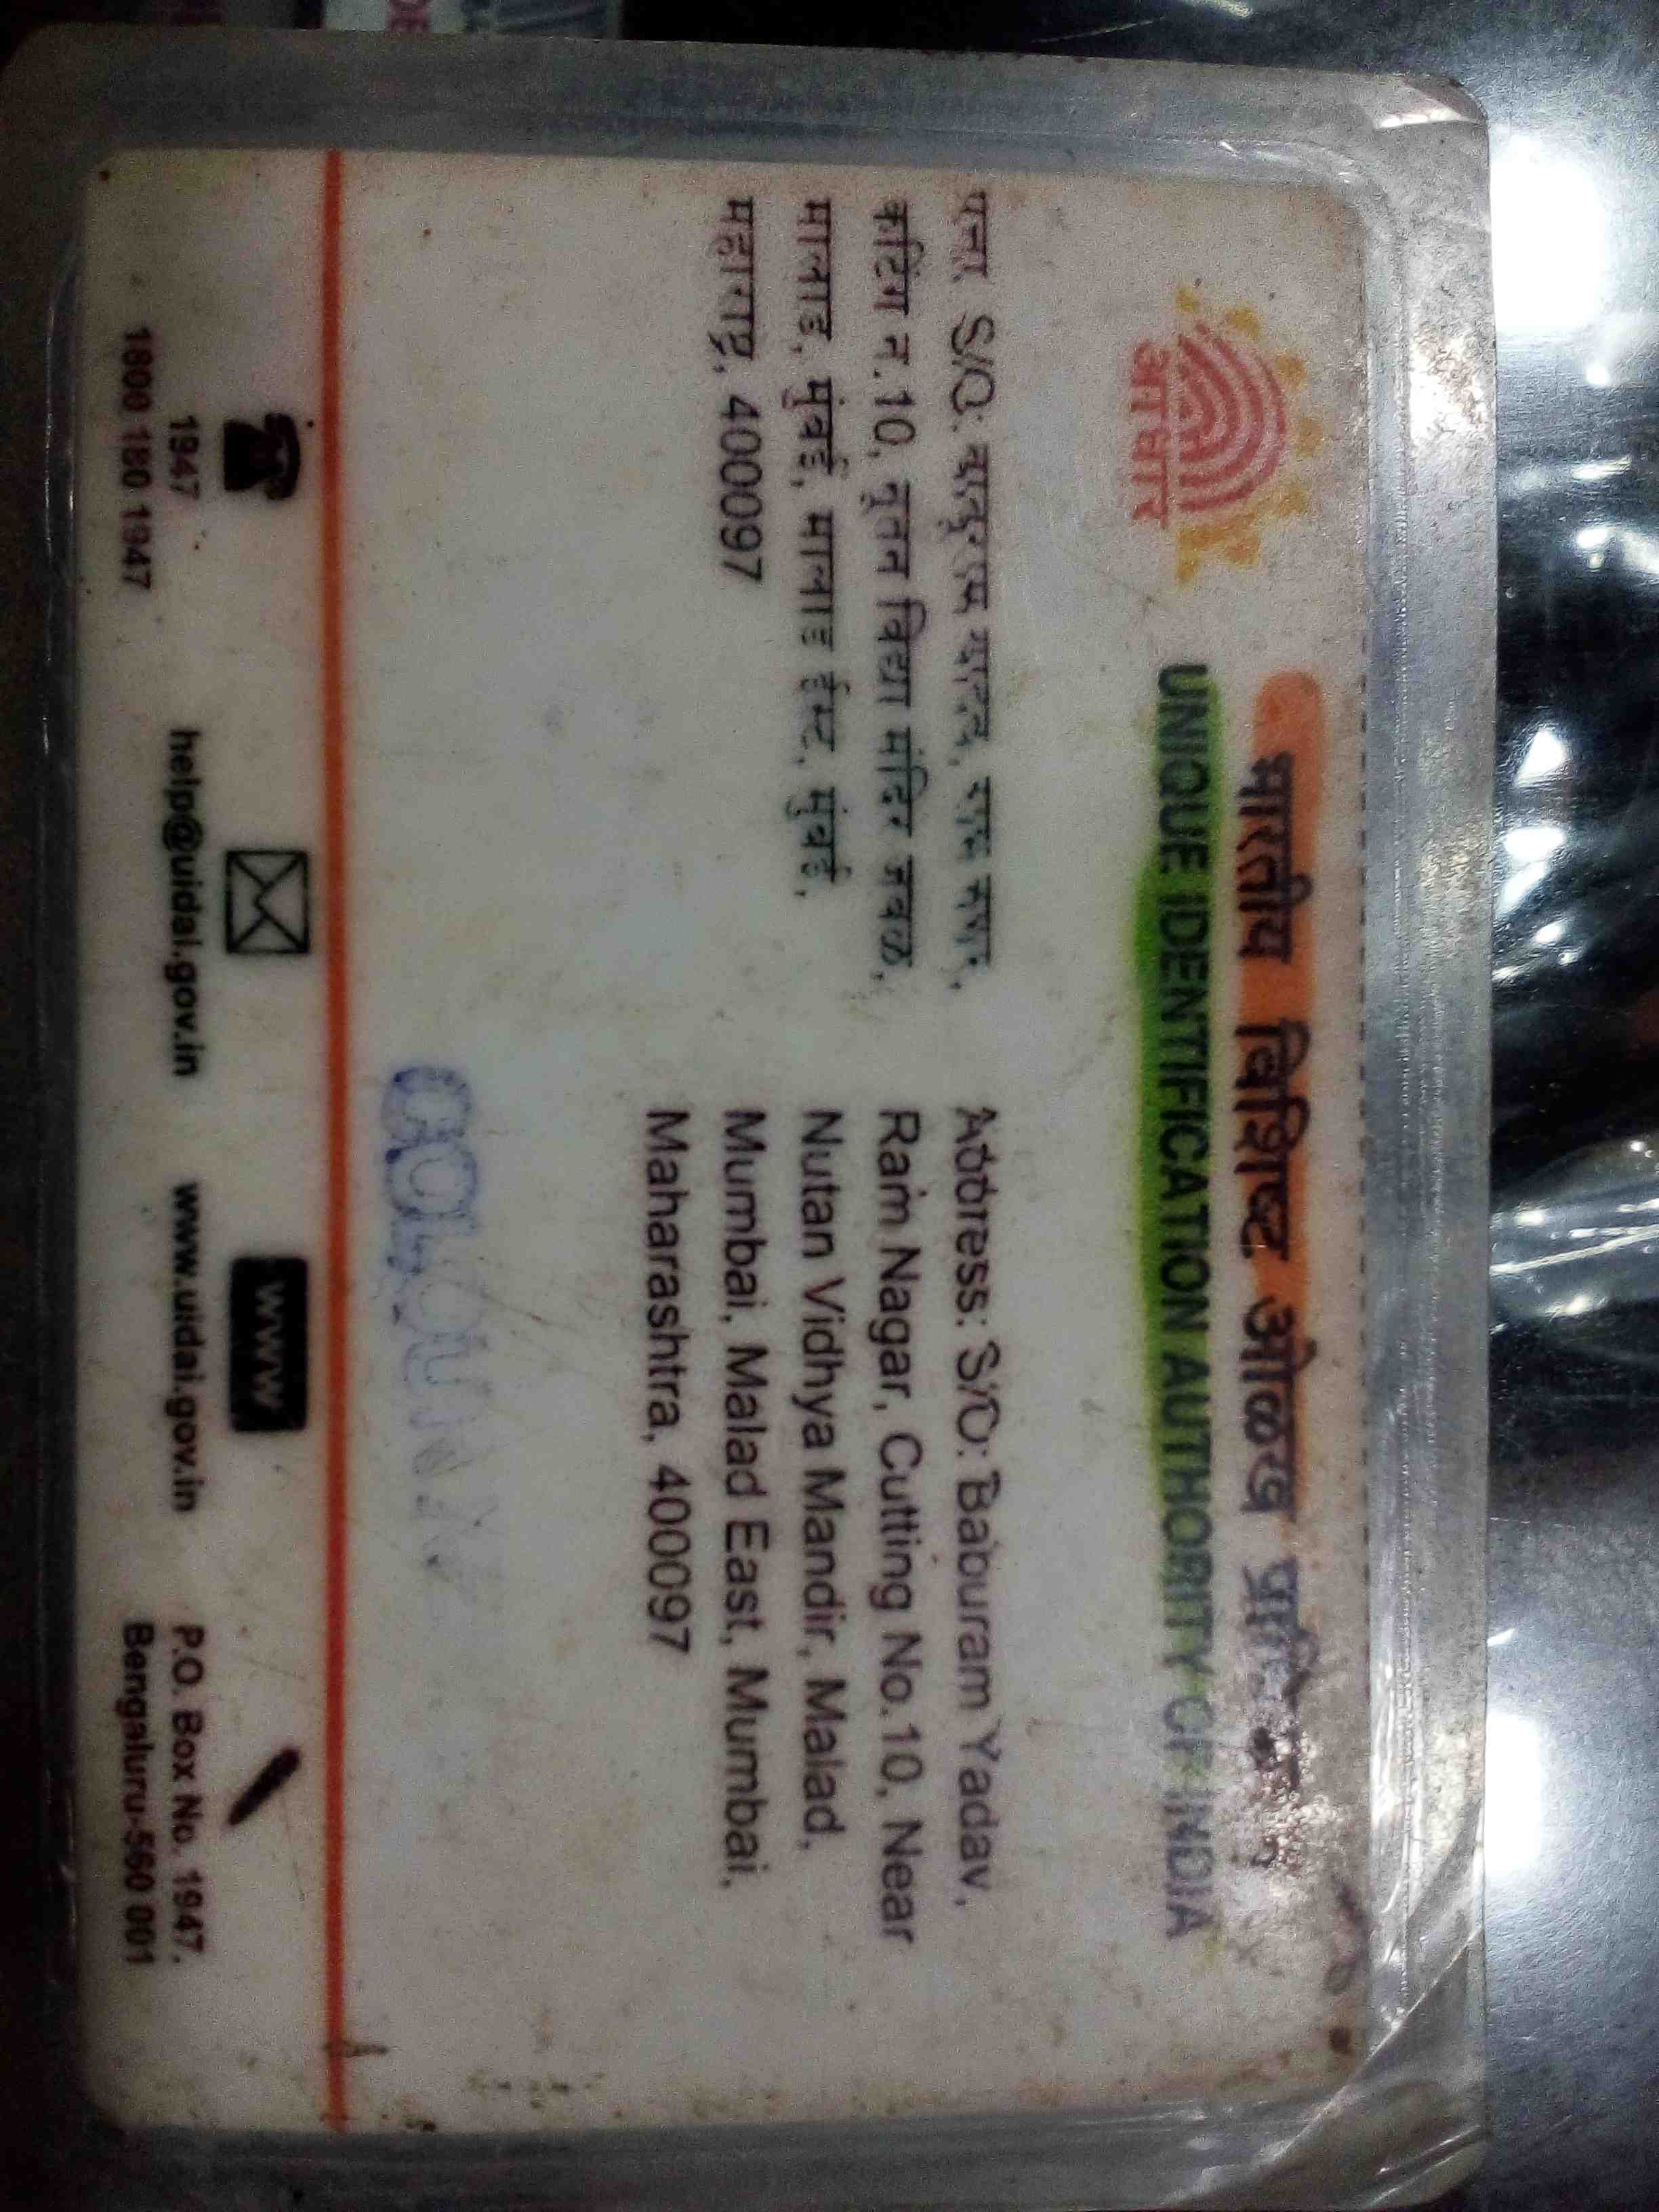 आधार
भारतीय विशिष्ट ओळख
UNIQUE IDENTIFICATION AUTHORITY OF INDIA
पत्ता S/O: बाबुराम यादव, राम नगर,
कटिंग न.10, नुतन विद्या मंदिर जवळ,
मालाड, मुंबई, मालाड ईस्ट, मुंबई,
महाराष्ट्र, 400097
Address: S/O: Baburam Yadav,
Ram Nagar, Cutting No.10, Near
Nutan Vidhya Mandir, Malad,
Mumbai, Malad East, Mumbai,
Maharashtra, 400097
1947
1800 180 1947
help@uidai.gov.in
WWW
www.uidai.gov.in
P.O. Box No. 1947,
Bengaluru-560 001